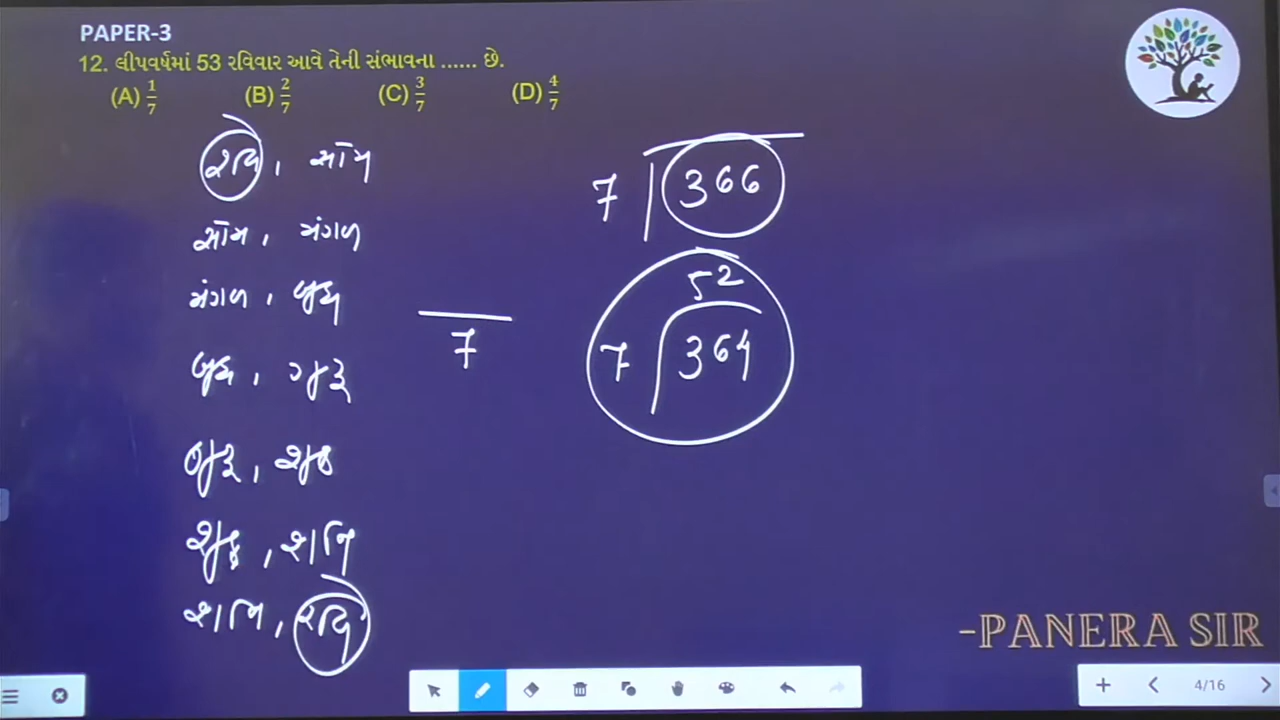 PAPER-3
12. લીપવર્ષમાં 53 રવિવાર આવે તેની સંભાવના ...... છે.
(A) 1/7 (B) 2/7 (C) 3/7 (D) 4/7
રવિ, સોમ
સોમ, મંગળ
મંગળ, બુધ
બુધ, ગુરૂ
ગુરૂ, શુક્ર
શુક્ર, શનિ
શનિ, રવિ
7
7 366
52
7 364
-PANERA SIR
4/16